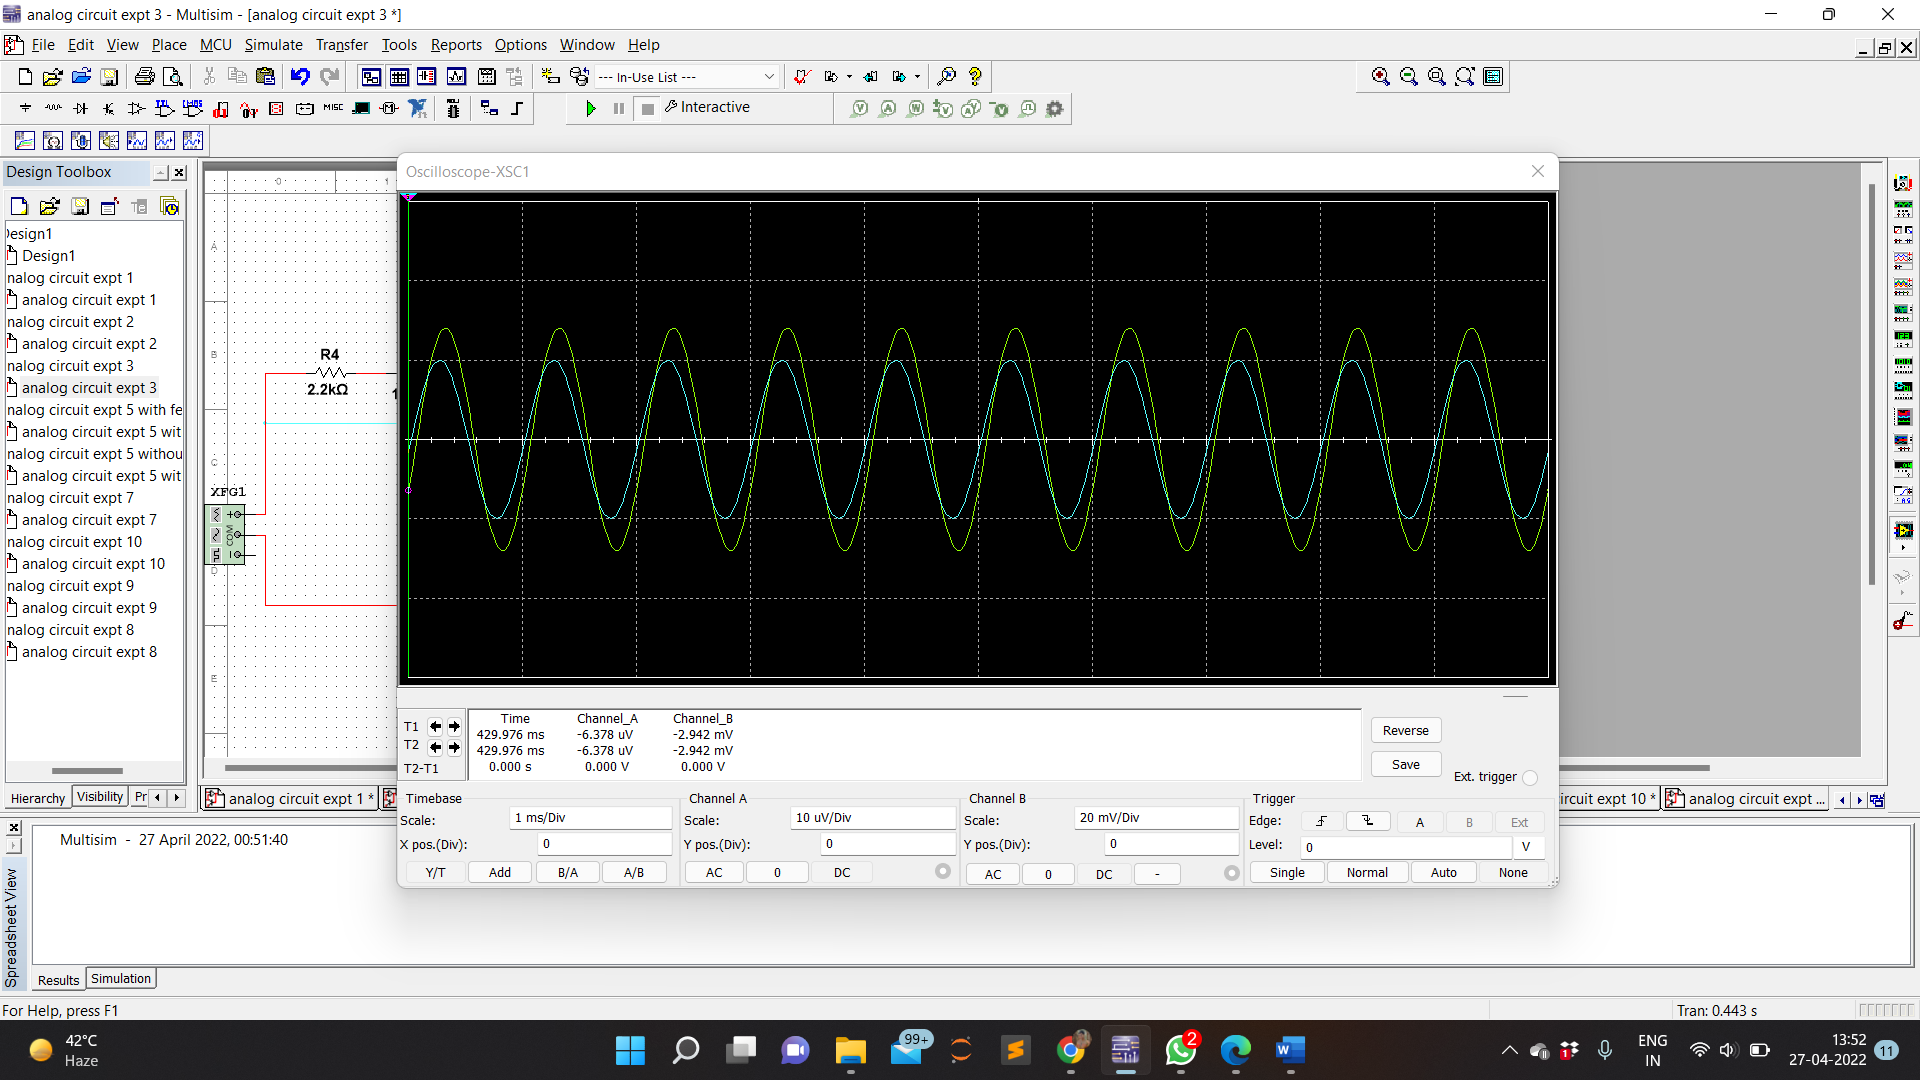 analog circuit expt 3 - Multisim - [analog circuit expt 3 *]
File Edit View Place MCU Simulate Transfer Tools Reports Options Window Help
--- In-Use List ---
MISC
Interactive
Design Toolbox
Oscilloscope-XSC1
esign1
Design1
nalog circuit expt 1
analog circuit expt 1
nalog circuit expt 2
analog circuit expt 2
nalog circuit expt 3
analog circuit expt 3
nalog circuit expt 5 with fe
analog circuit expt 5 wit
nalog circuit expt 5 withou
analog circuit expt 5 wit
nalog circuit expt 7
analog circuit expt 7
nalog circuit expt 10
analog circuit expt 10
nalog circuit expt 9
analog circuit expt 9
nalog circuit expt 8
analog circuit expt 8
0 1
A
B
C
D
E
R4
2.2kΩ
XFG1
COM
Time Channel_A Channel_B
T1 429.976 ms -6.378 uV -2.942 mV
T2 429.976 ms -6.378 uV -2.942 mV
T2-T1 0.000 s 0.000 V 0.000 V
Reverse
Save
Ext. trigger
Timebase
Scale: 1 ms/Div
X pos.(Div): 0
Y/T Add B/A A/B
Channel A
Scale: 10 uV/Div
Y pos.(Div): 0
AC 0 DC
Channel B
Scale: 20 mV/Div
Y pos.(Div): 0
AC 0 DC -
Trigger
Edge: A B Ext
Level: 0 V
Single Normal Auto None
Hierarchy Visibility Pr
analog circuit expt 1 *
ircuit expt 10 * analog circuit expt ...
Multisim - 27 April 2022, 00:51:40
Spreadsheet View
Results Simulation
For Help, press F1
Tran: 0.443 s
42°C
Haze
99+
2
W
1
ENG
IN
13:52
27-04-2022
11